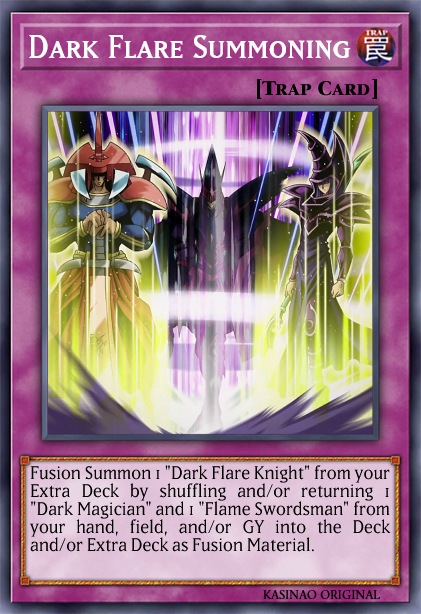 DARK FLARE SUMMONING
TRAP
罠
[TRAP CARD]
Fusion Summon 1 "Dark Flare Knight" from your
Extra Deck by shuffling and/or returning 1
"Dark Magician" and 1 "Flame Swordsman" from
your hand, field, and/or GY into the Deck
and/or Extra Deck as Fusion Material.
KASINAO ORIGINAL